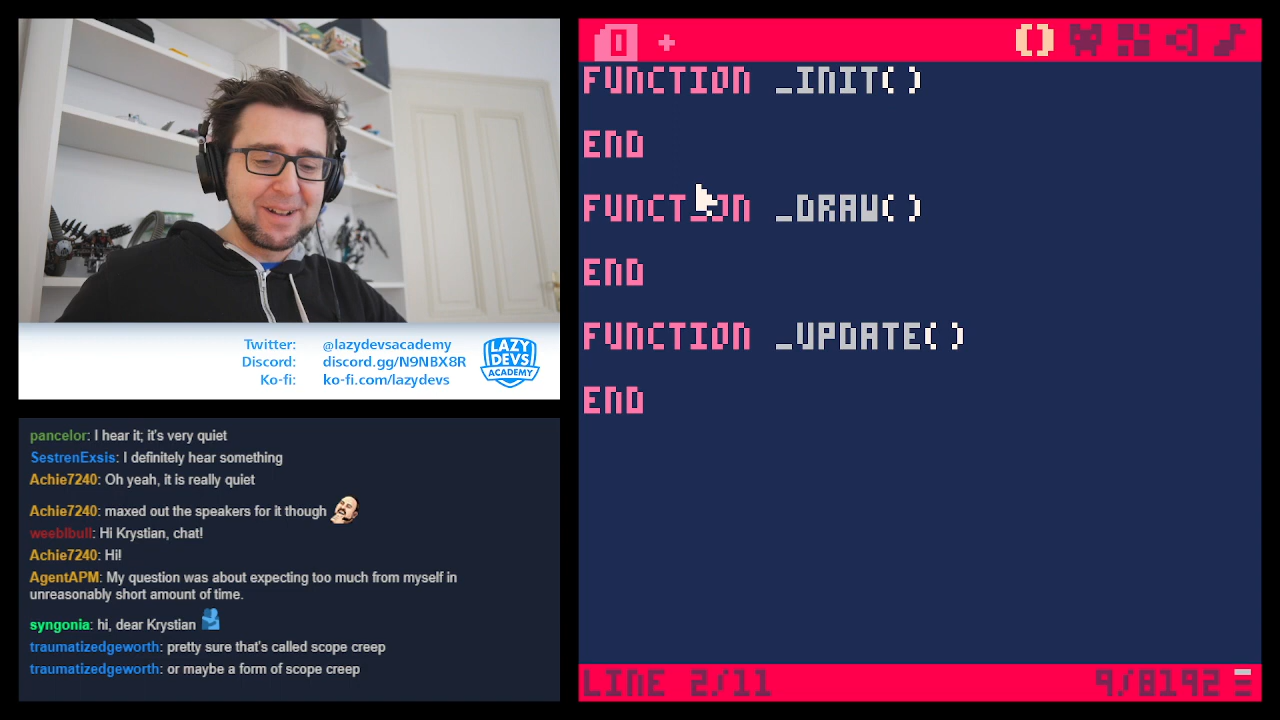 Twitter: @lazydevsacademy
Discord: discord.gg/N9NBX8R
Ko-fi: ko-fi.com/lazydevs
LAZY
DEVS
ACADEMY
pancelor: I hear it; it's very quiet
SestrenExsis: I definitely hear something
Achie7240: Oh yeah, it is really quiet
Achie7240: maxed out the speakers for it though
weeblbull: Hi Krystian, chat!
Achie7240: Hi!
AgentAPM: My question was about expecting too much from myself in
unreasonably short amount of time.
syngonia: hi, dear Krystian
traumatizedgeworth: pretty sure that's called scope creep
traumatizedgeworth: or maybe a form of scope creep
0 +
FUNCTION _INIT()
END
FUNCTION _DRAW()
END
FUNCTION _UPDATE()
END
LINE 2/11 9/8192